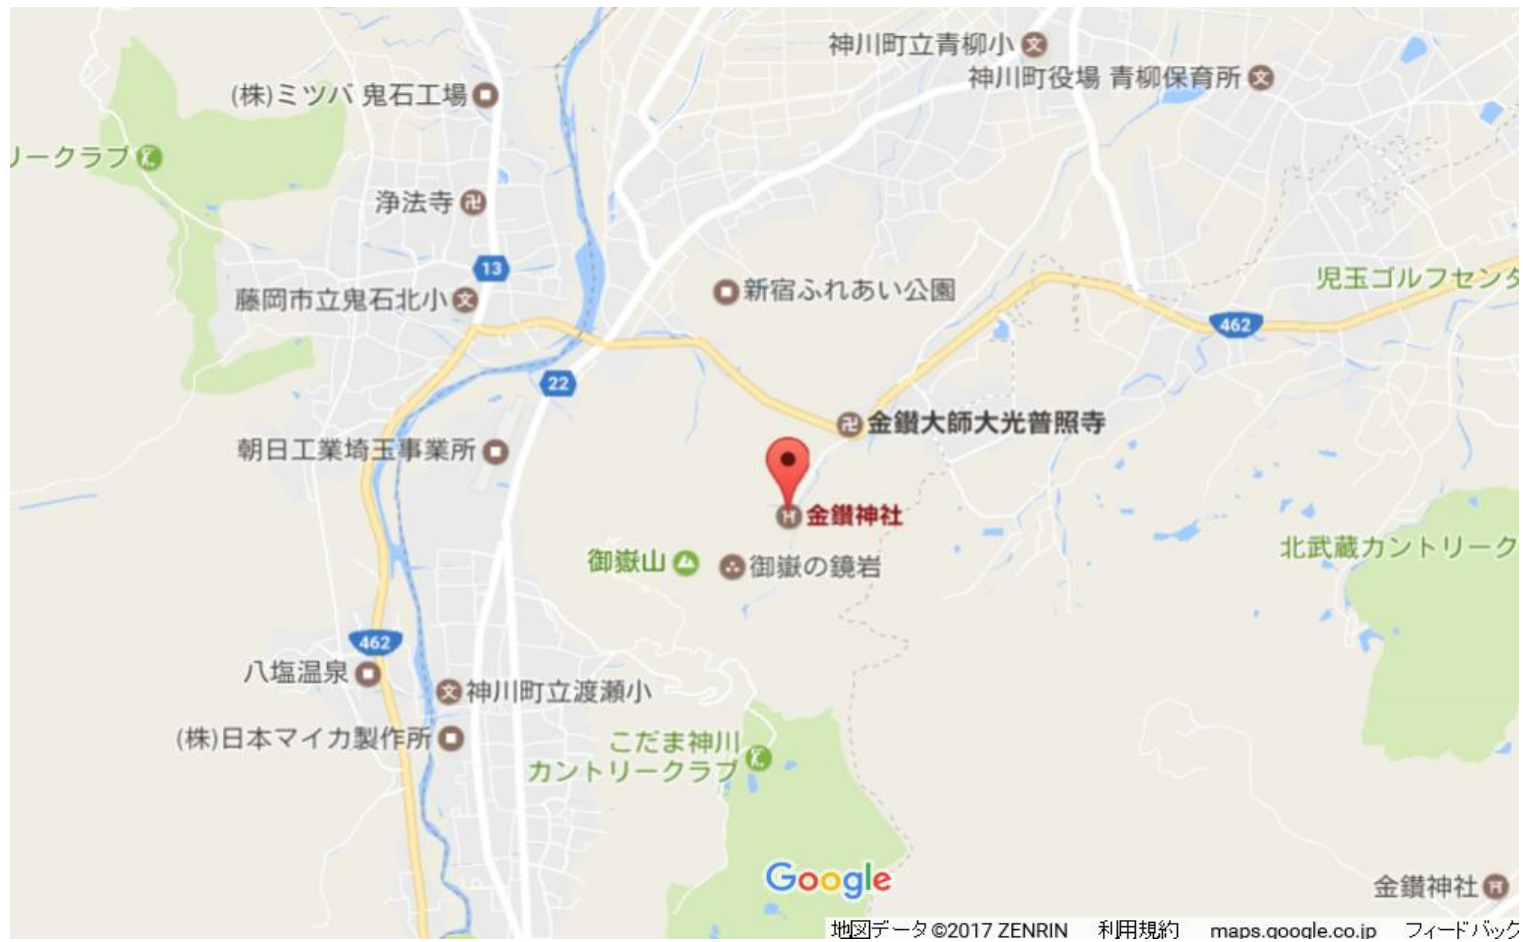 神川町立青柳小
神川町役場 青柳保育所
(株)ミツバ 鬼石工場
リークラブ
浄法寺
13
藤岡市立鬼石北小
新宿ふれあい公園
児玉ゴルフセンタ
462
22
金鑚大師大光普照寺
朝日工業埼玉事業所
金鑚神社
御嶽山
御嶽の鏡岩
北武蔵カントリーク
462
八塩温泉
神川町立渡瀬小
(株)日本マイカ製作所
こだま神川
カントリークラブ
Google
金鑚神社
地図データ ©2017 ZENRIN 利用規約 maps.google.co.jp フィードバック